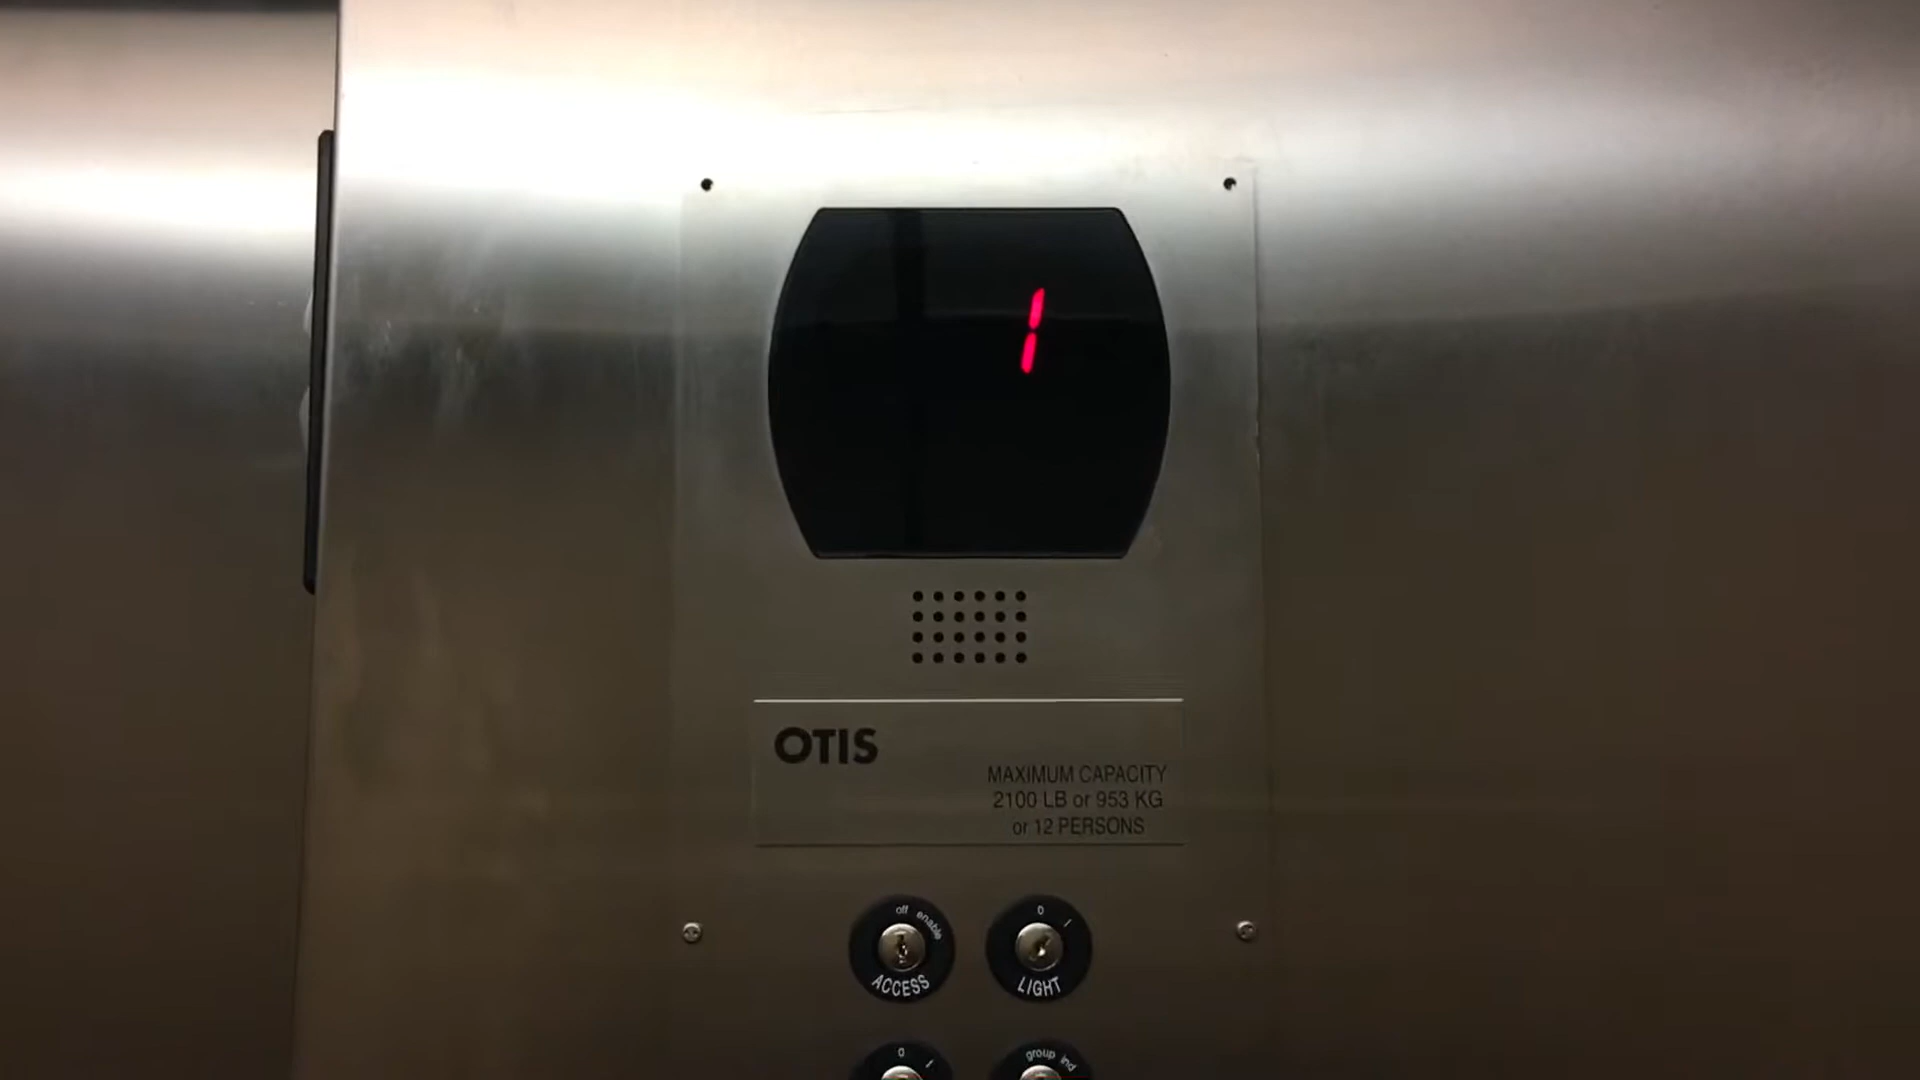 1
OTIS
MAXIMUM CAPACITY
2100 LB or 953 KG
or 12 PERSONS
off enable
ACCESS
0 /
LIGHT
0 /
group ind